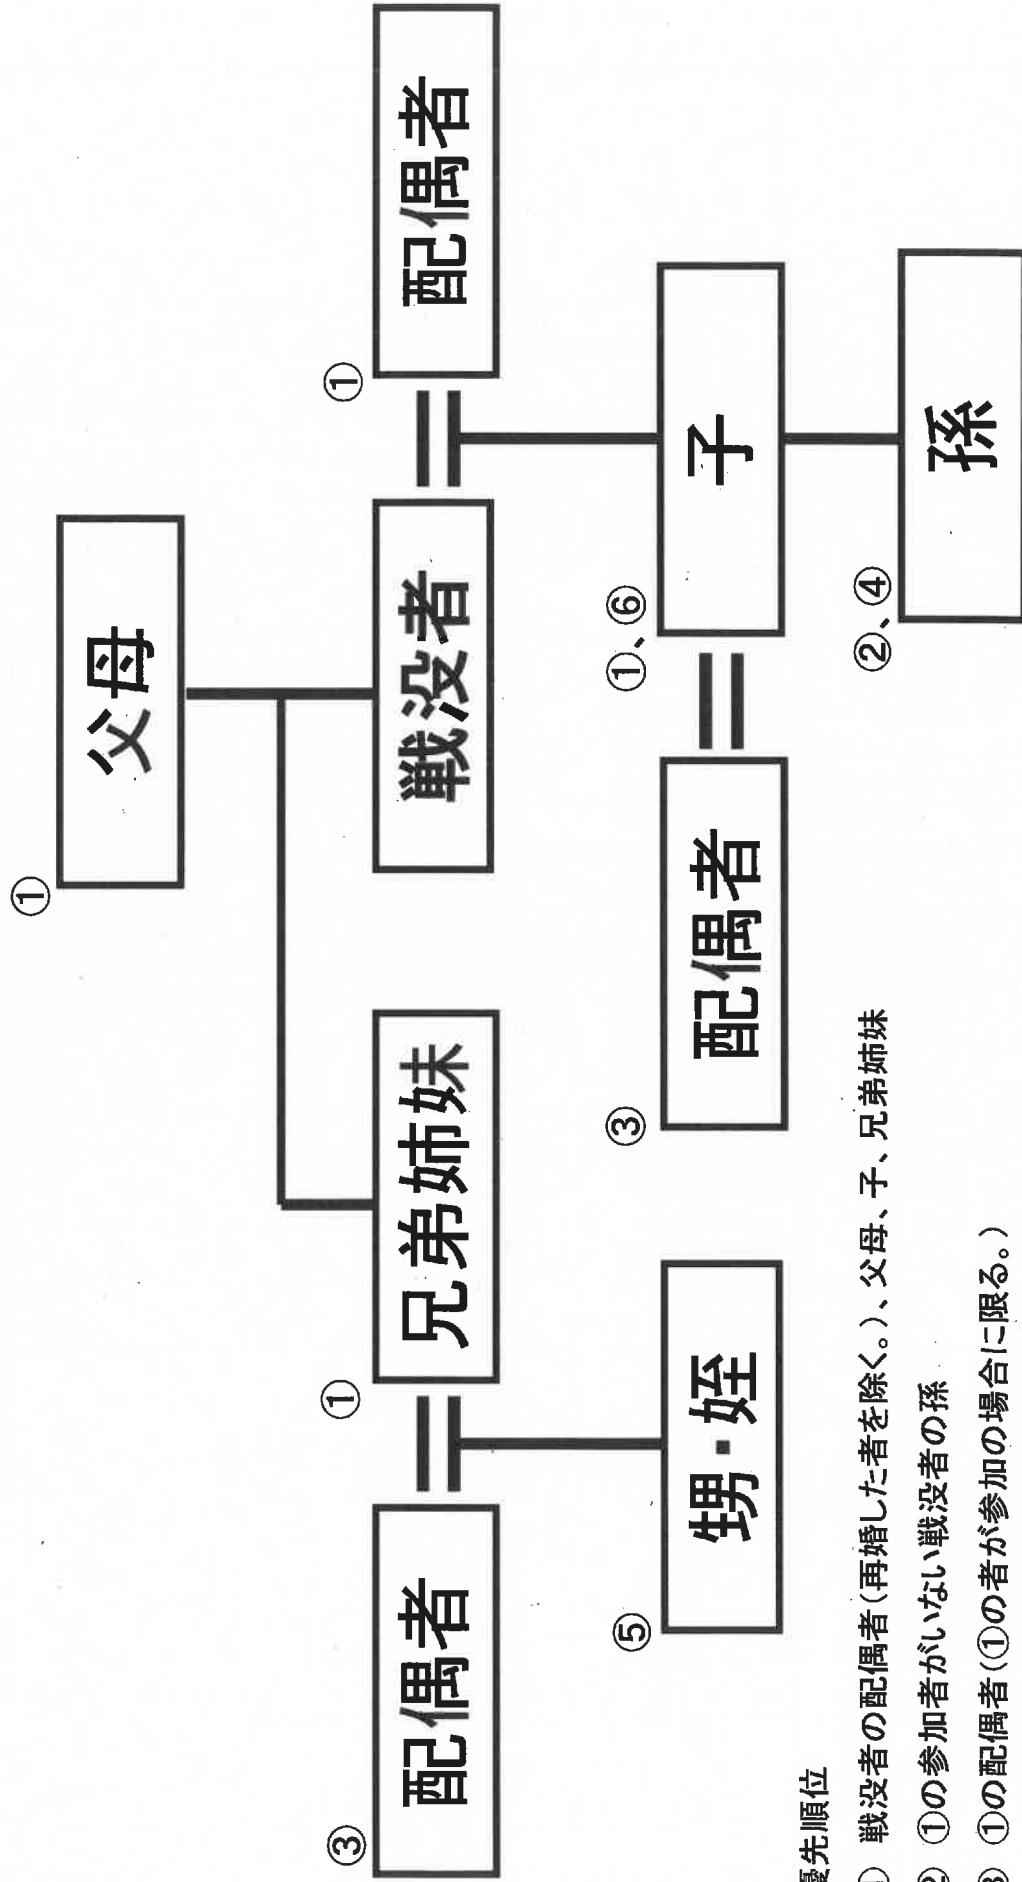 ①
父母
③
配偶者
①
兄弟姉妹
戦没者
①
配偶者
⑤
甥・姪
③
配偶者
①、⑥
子
②、④
孫
優先順位
① 戦没者の配偶者(再婚した者を除く。)、父母、子、兄弟姉妹
② ①の参加者がいない戦没者の孫
③ ①の配偶者(①の者が参加の場合に限る。)